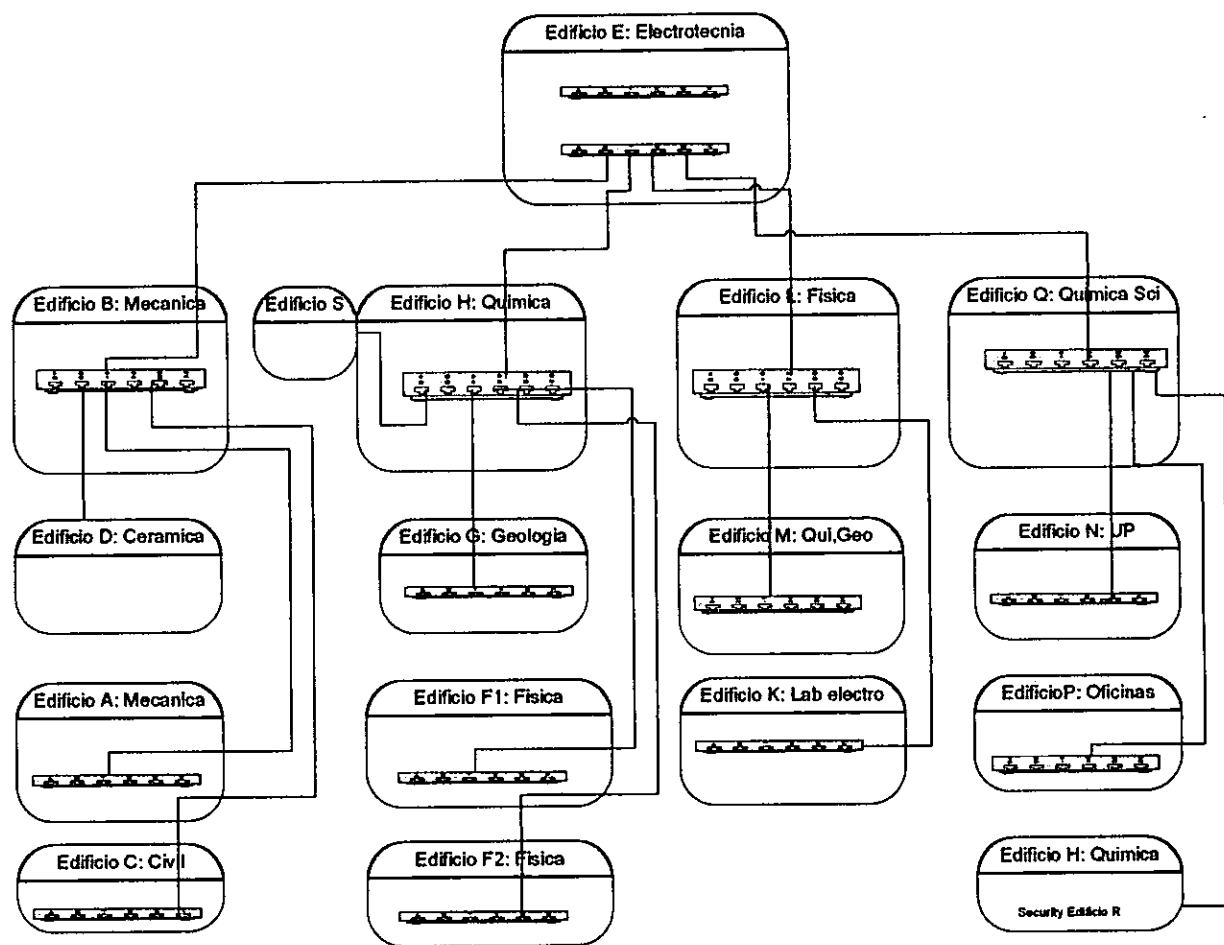 Edificio E: Electrotecnia
Edificio B: Mecanica
Edificio S
Edificio H: Quimica
Edificio L: Fisica
Edificio Q: Quimica Sci
Edificio D: Ceramica
Edificio G: Geologia
Edificio M: Qui,Geo
Edificio N: UP
Edificio A: Mecanica
Edificio F1: Fisica
Edificio K: Lab electro
EdificioP: Oficinas
Edificio C: Civil
Edificio F2: Fisica
Edificio H: Quimica
Security Edificio R